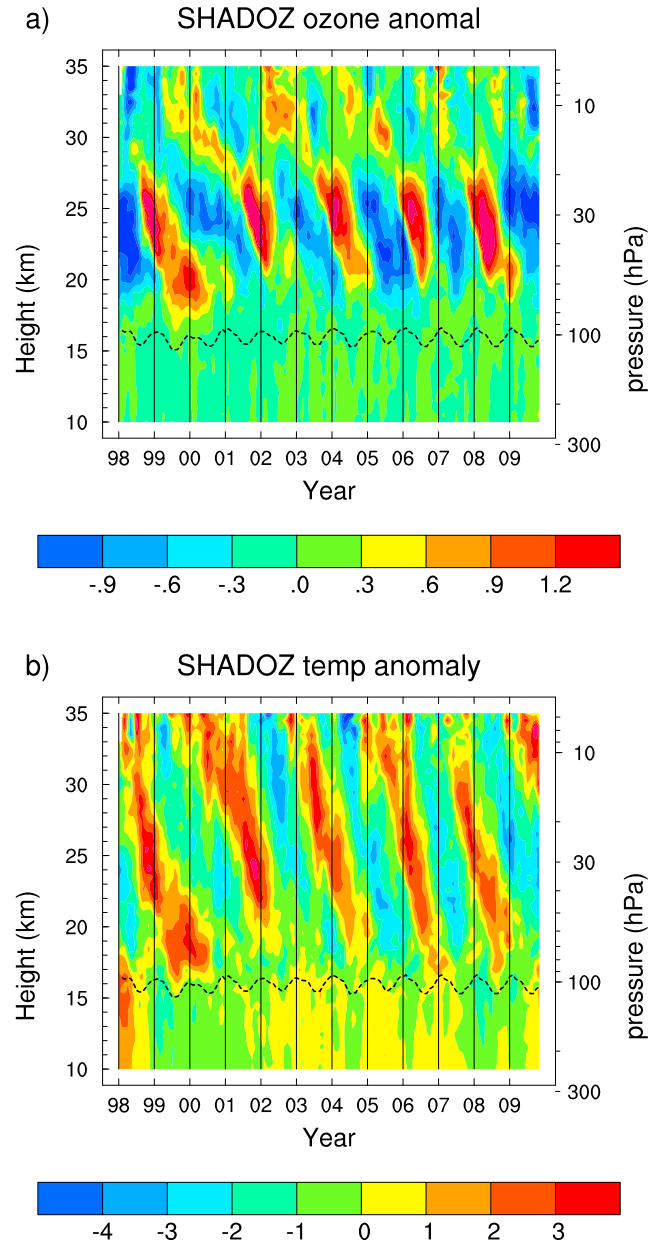 a) SHADOZ ozone anomal
35
30
25
20
15
10
Height (km)
10
30
100
300
pressure (hPa)
98 99 00 01 02 03 04 05 06 07 08 09
Year
-.9 -.6 -.3 .0 .3 .6 .9 1.2
b) SHADOZ temp anomaly
35
30
25
20
15
10
Height (km)
10
30
100
300
pressure (hPa)
98 99 00 01 02 03 04 05 06 07 08 09
Year
-4 -3 -2 -1 0 1 2 3